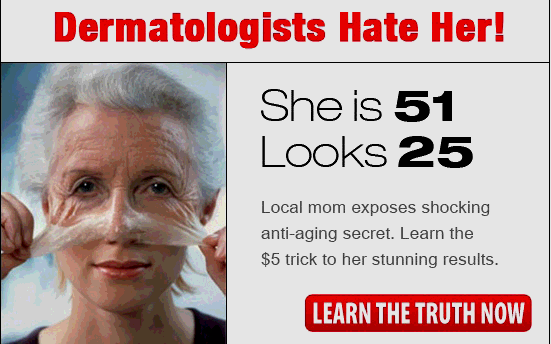 Dermatologists Hate Her!
She is 51
Looks 25
Local mom exposes shocking
anti-aging secret. Learn the
$5 trick to her stunning results.
LEARN THE TRUTH NOW